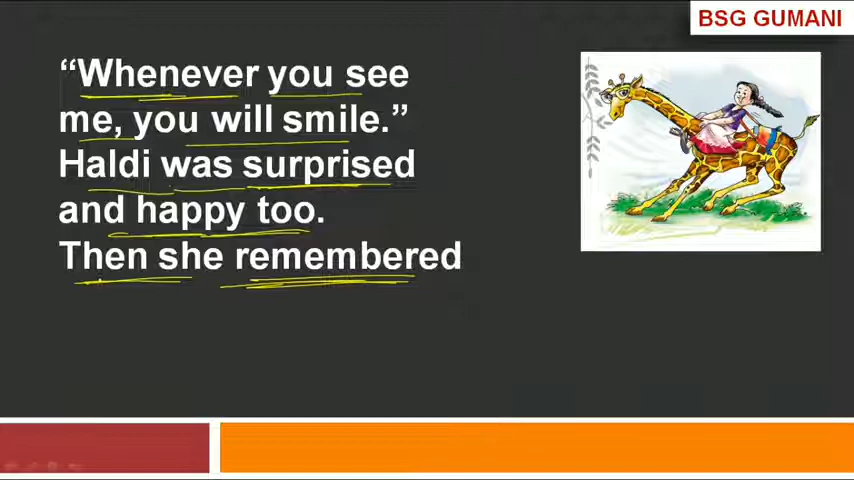 BSG GUMANI
“Whenever you see
me, you will smile.”
Haldi was surprised
and happy too.
Then she remembered